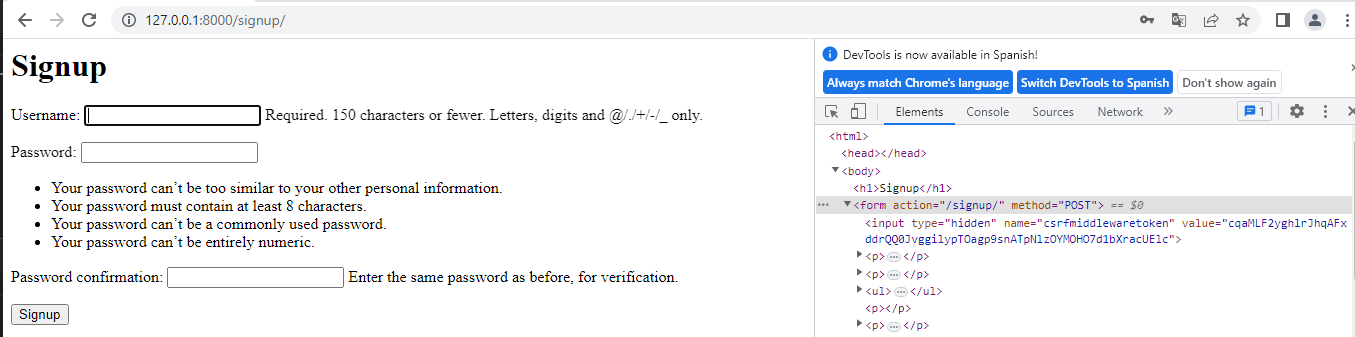 127.0.0.1:8000/signup/
Signup
Username: Required. 150 characters or fewer. Letters, digits and @/./+/-/_ only.
Password:
• Your password can’t be too similar to your other personal information.
• Your password must contain at least 8 characters.
• Your password can’t be a commonly used password.
• Your password can’t be entirely numeric.
Password confirmation: Enter the same password as before, for verification.
Signup
DevTools is now available in Spanish!
Always match Chrome's language Switch DevTools to Spanish Don't show again
Elements Console Sources Network » 1
<html>
<head></head>
<body>
<h1>Signup</h1>
<form action="/signup/" method="POST"> == $0
<input type="hidden" name="csrfmiddlewaretoken" value="cqaMLF2yghlrJhqAFx
ddrQQ0JvggilypTOagp9snATpNlzOYMOHO7d1bXracUElc">
<p>…</p>
<p>…</p>
<ul>…</ul>
<p></p>
<p>…</p>